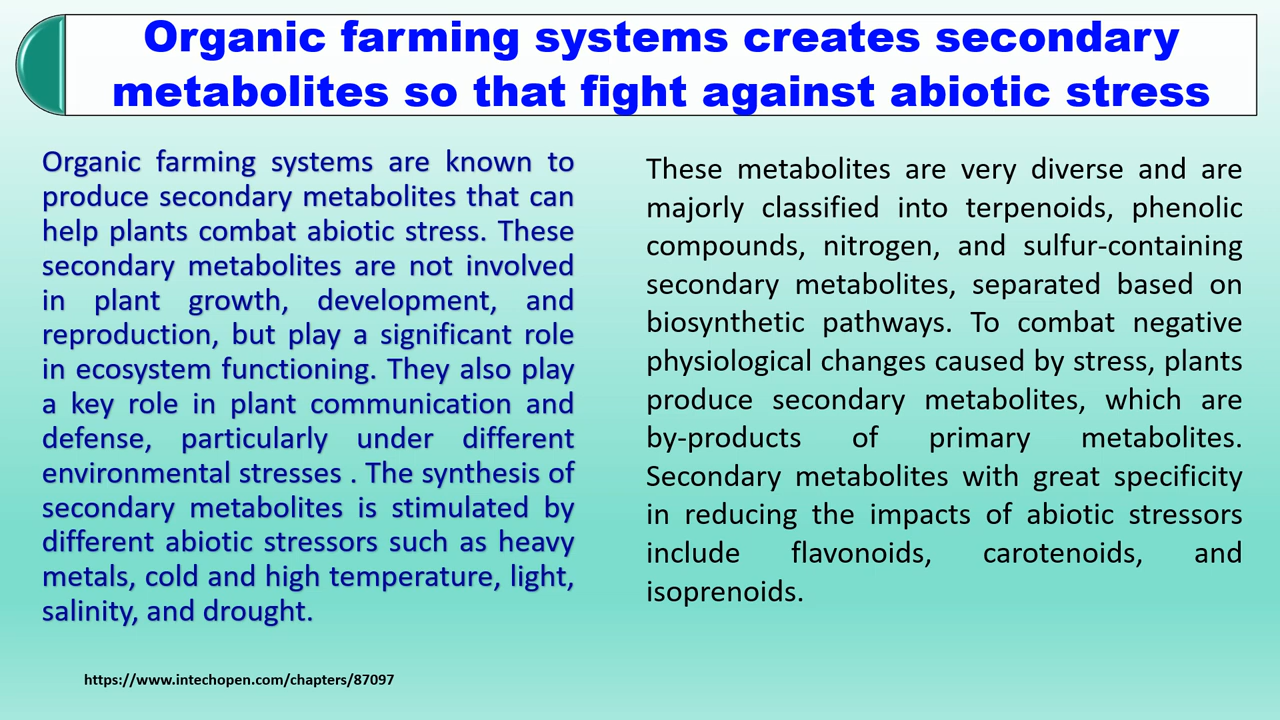 Organic farming systems creates secondary
metabolites so that fight against abiotic stress
Organic farming systems are known to
produce secondary metabolites that can
help plants combat abiotic stress. These
secondary metabolites are not involved
in plant growth, development, and
reproduction, but play a significant role
in ecosystem functioning. They also play
a key role in plant communication and
defense, particularly under different
environmental stresses . The synthesis of
secondary metabolites is stimulated by
different abiotic stressors such as heavy
metals, cold and high temperature, light,
salinity, and drought.
These metabolites are very diverse and are
majorly classified into terpenoids, phenolic
compounds, nitrogen, and sulfur-containing
secondary metabolites, separated based on
biosynthetic pathways. To combat negative
physiological changes caused by stress, plants
produce secondary metabolites, which are
by-products of primary metabolites.
Secondary metabolites with great specificity
in reducing the impacts of abiotic stressors
include flavonoids, carotenoids, and
isoprenoids.
https://www.intechopen.com/chapters/87097